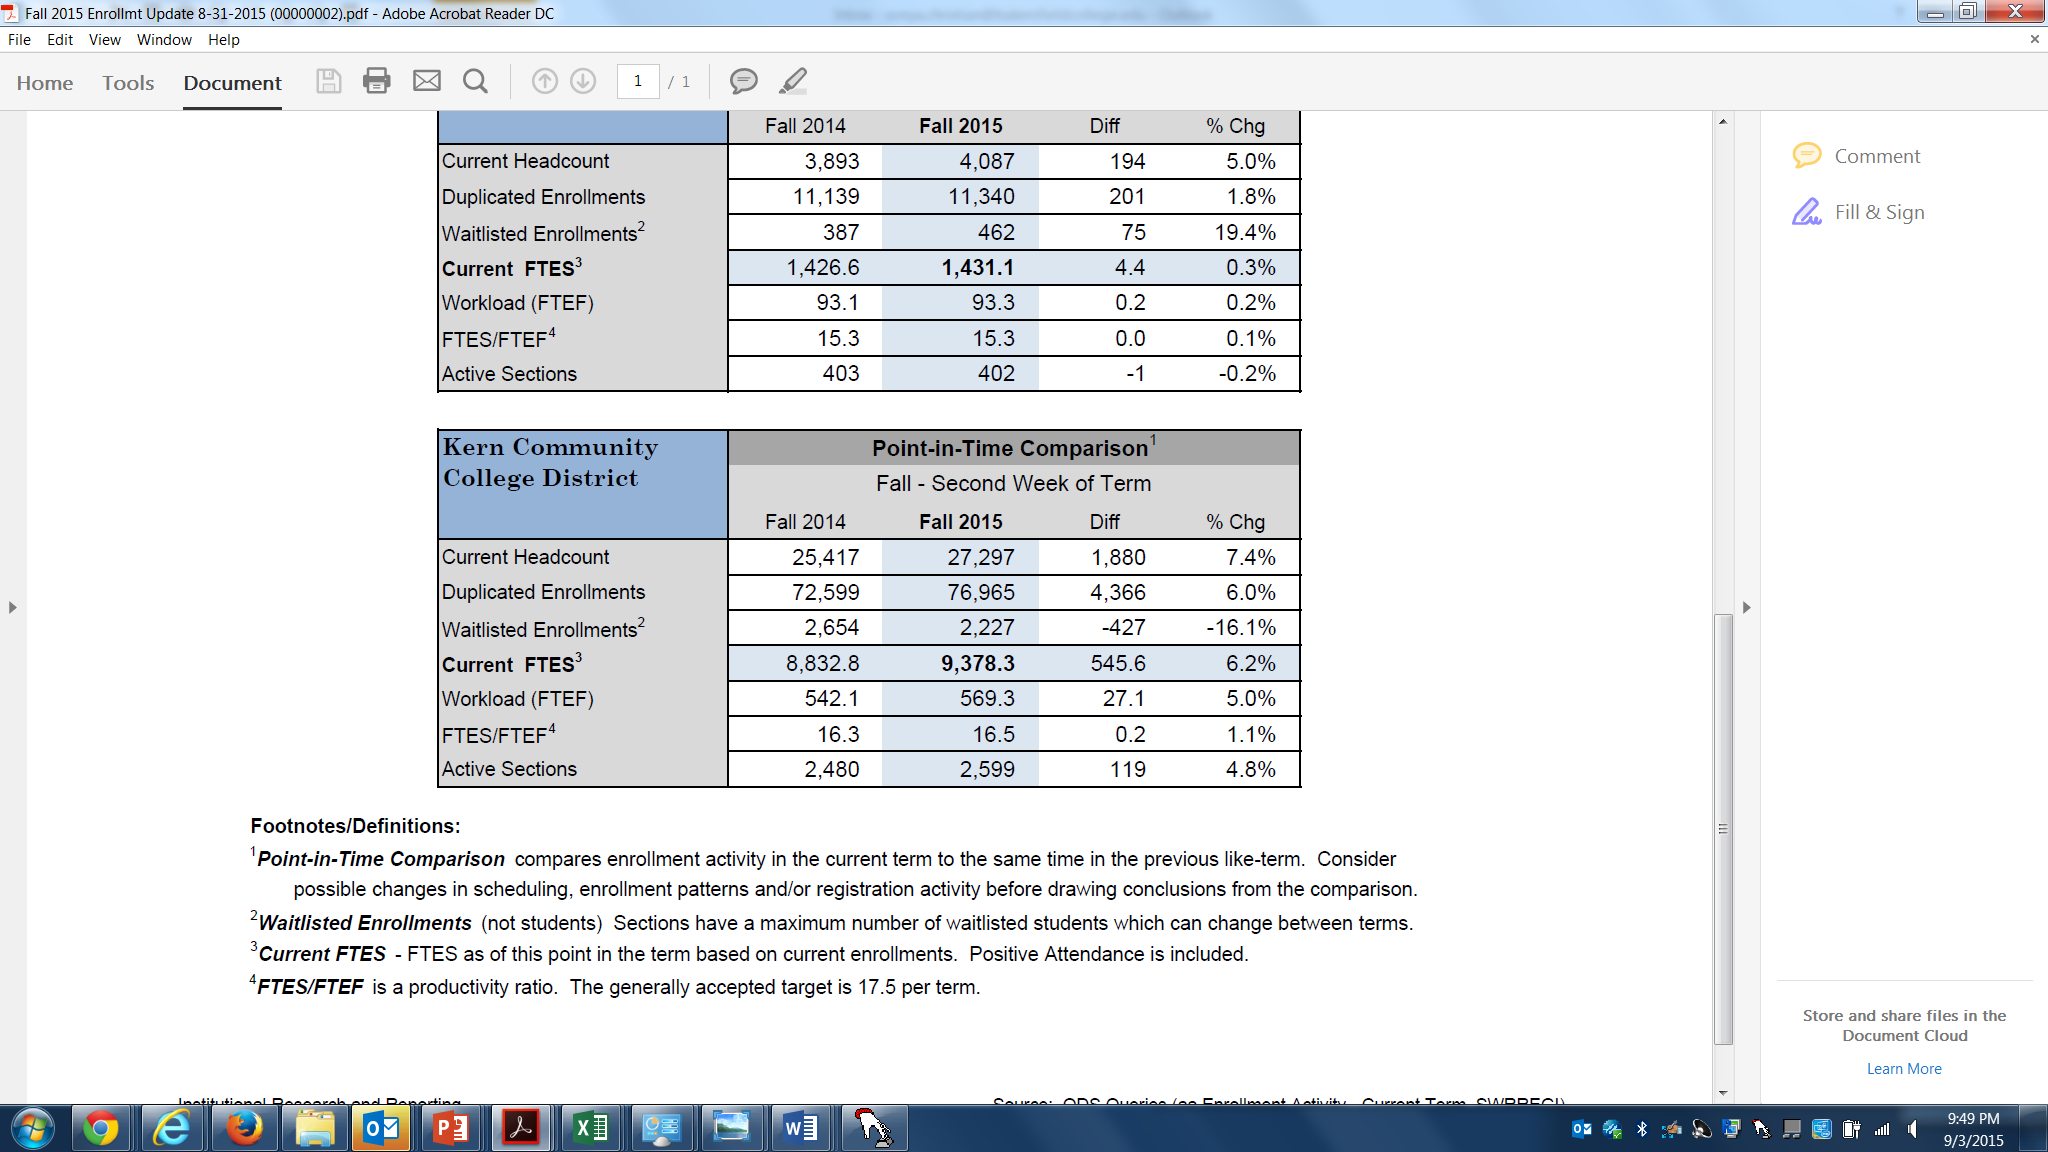 Fall 2015 Enrollmt Update 8-31-2015 (00000002).pdf - Adobe Acrobat Reader DC
File Edit View Window Help
Home Tools Document 1 / 1
Fall 2014 Fall 2015 Diff % Chg
Current Headcount 3,893 4,087 194 5.0%
Duplicated Enrollments 11,139 11,340 201 1.8%
Waitlisted Enrollments2 387 462 75 19.4%
Current FTES3 1,426.6 1,431.1 4.4 0.3%
Workload (FTEF) 93.1 93.3 0.2 0.2%
FTES/FTEF4 15.3 15.3 0.0 0.1%
Active Sections 403 402 -1 -0.2%
Kern Community
College District
Point-in-Time Comparison1
Fall - Second Week of Term
Fall 2014 Fall 2015 Diff % Chg
Current Headcount 25,417 27,297 1,880 7.4%
Duplicated Enrollments 72,599 76,965 4,366 6.0%
Waitlisted Enrollments2 2,654 2,227 -427 -16.1%
Current FTES3 8,832.8 9,378.3 545.6 6.2%
Workload (FTEF) 542.1 569.3 27.1 5.0%
FTES/FTEF4 16.3 16.5 0.2 1.1%
Active Sections 2,480 2,599 119 4.8%
Footnotes/Definitions:
1Point-in-Time Comparison compares enrollment activity in the current term to the same time in the previous like-term. Consider
possible changes in scheduling, enrollment patterns and/or registration activity before drawing conclusions from the comparison.
2Waitlisted Enrollments (not students) Sections have a maximum number of waitlisted students which can change between terms.
3Current FTES - FTES as of this point in the term based on current enrollments. Positive Attendance is included.
4FTES/FTEF is a productivity ratio. The generally accepted target is 17.5 per term.
Institutional Research and Reporting Source: ODS Queries (as Enrollment Activity - Current Term, SWRREGI)
Comment
Fill & Sign
Store and share files in the
Document Cloud
Learn More
9:49 PM
9/3/2015